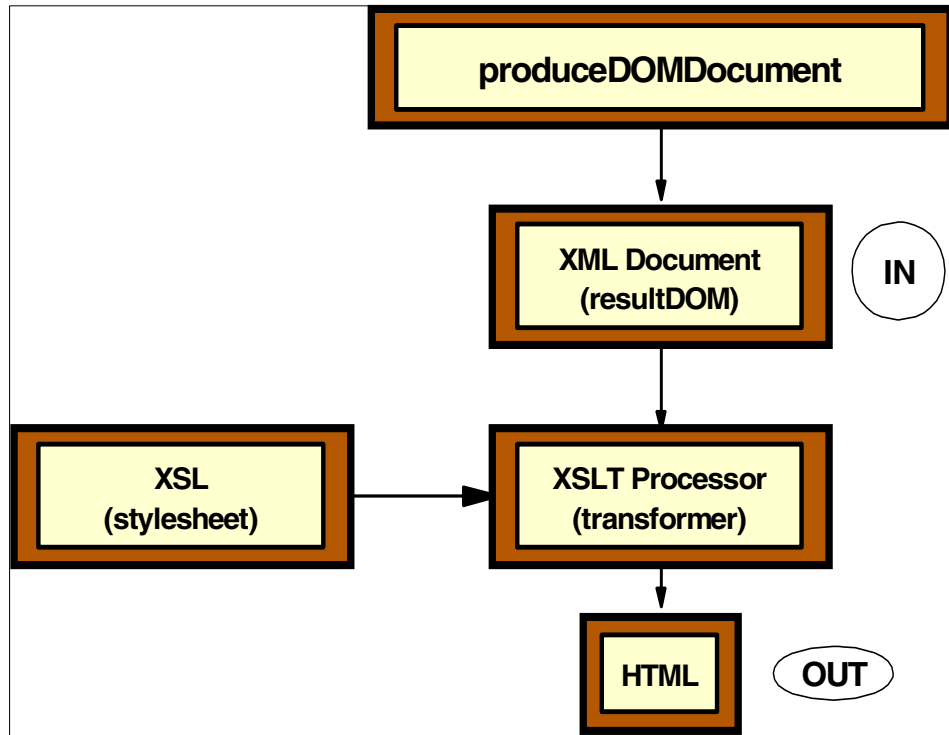 produceDOMDocument
XML Document
(resultDOM)
IN
XSL
(stylesheet)
XSLT Processor
(transformer)
HTML
OUT